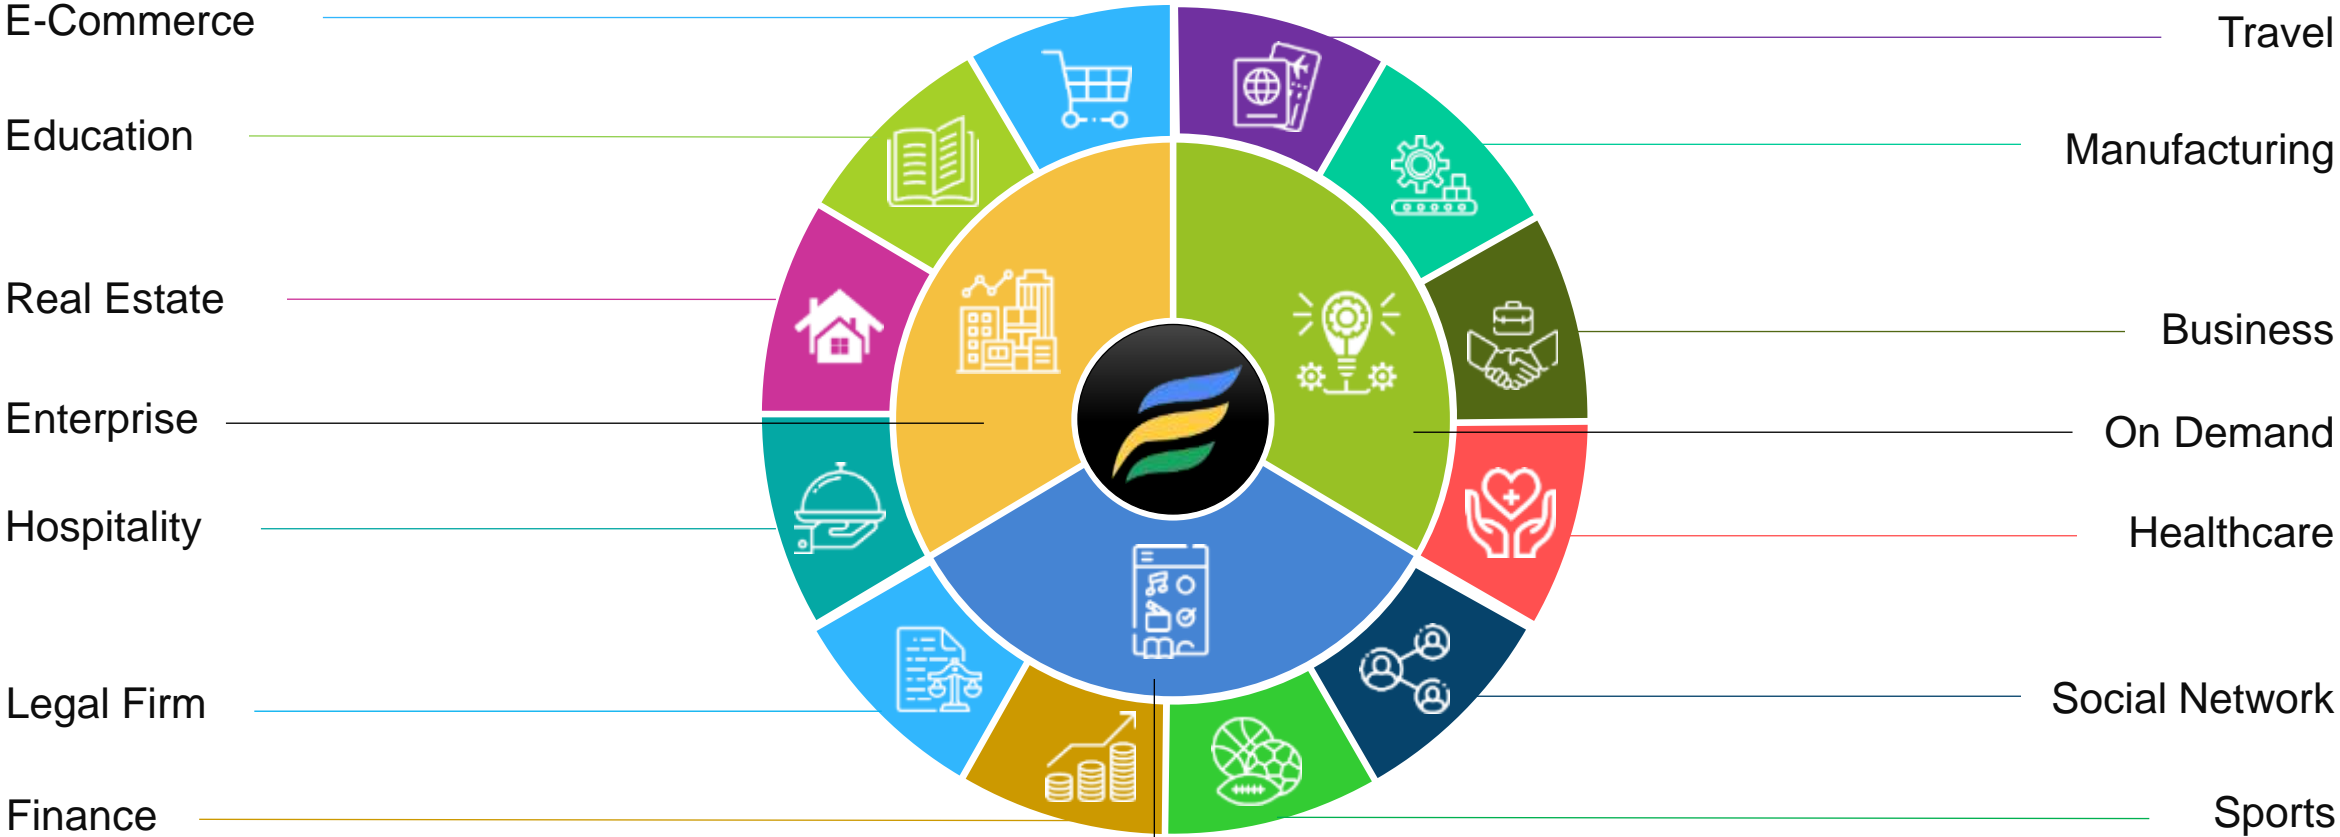 E-Commerce
Education
Real Estate
Enterprise
Hospitality
Legal Firm
Finance
Travel
Manufacturing
Business
On Demand
Healthcare
Social Network
Sports